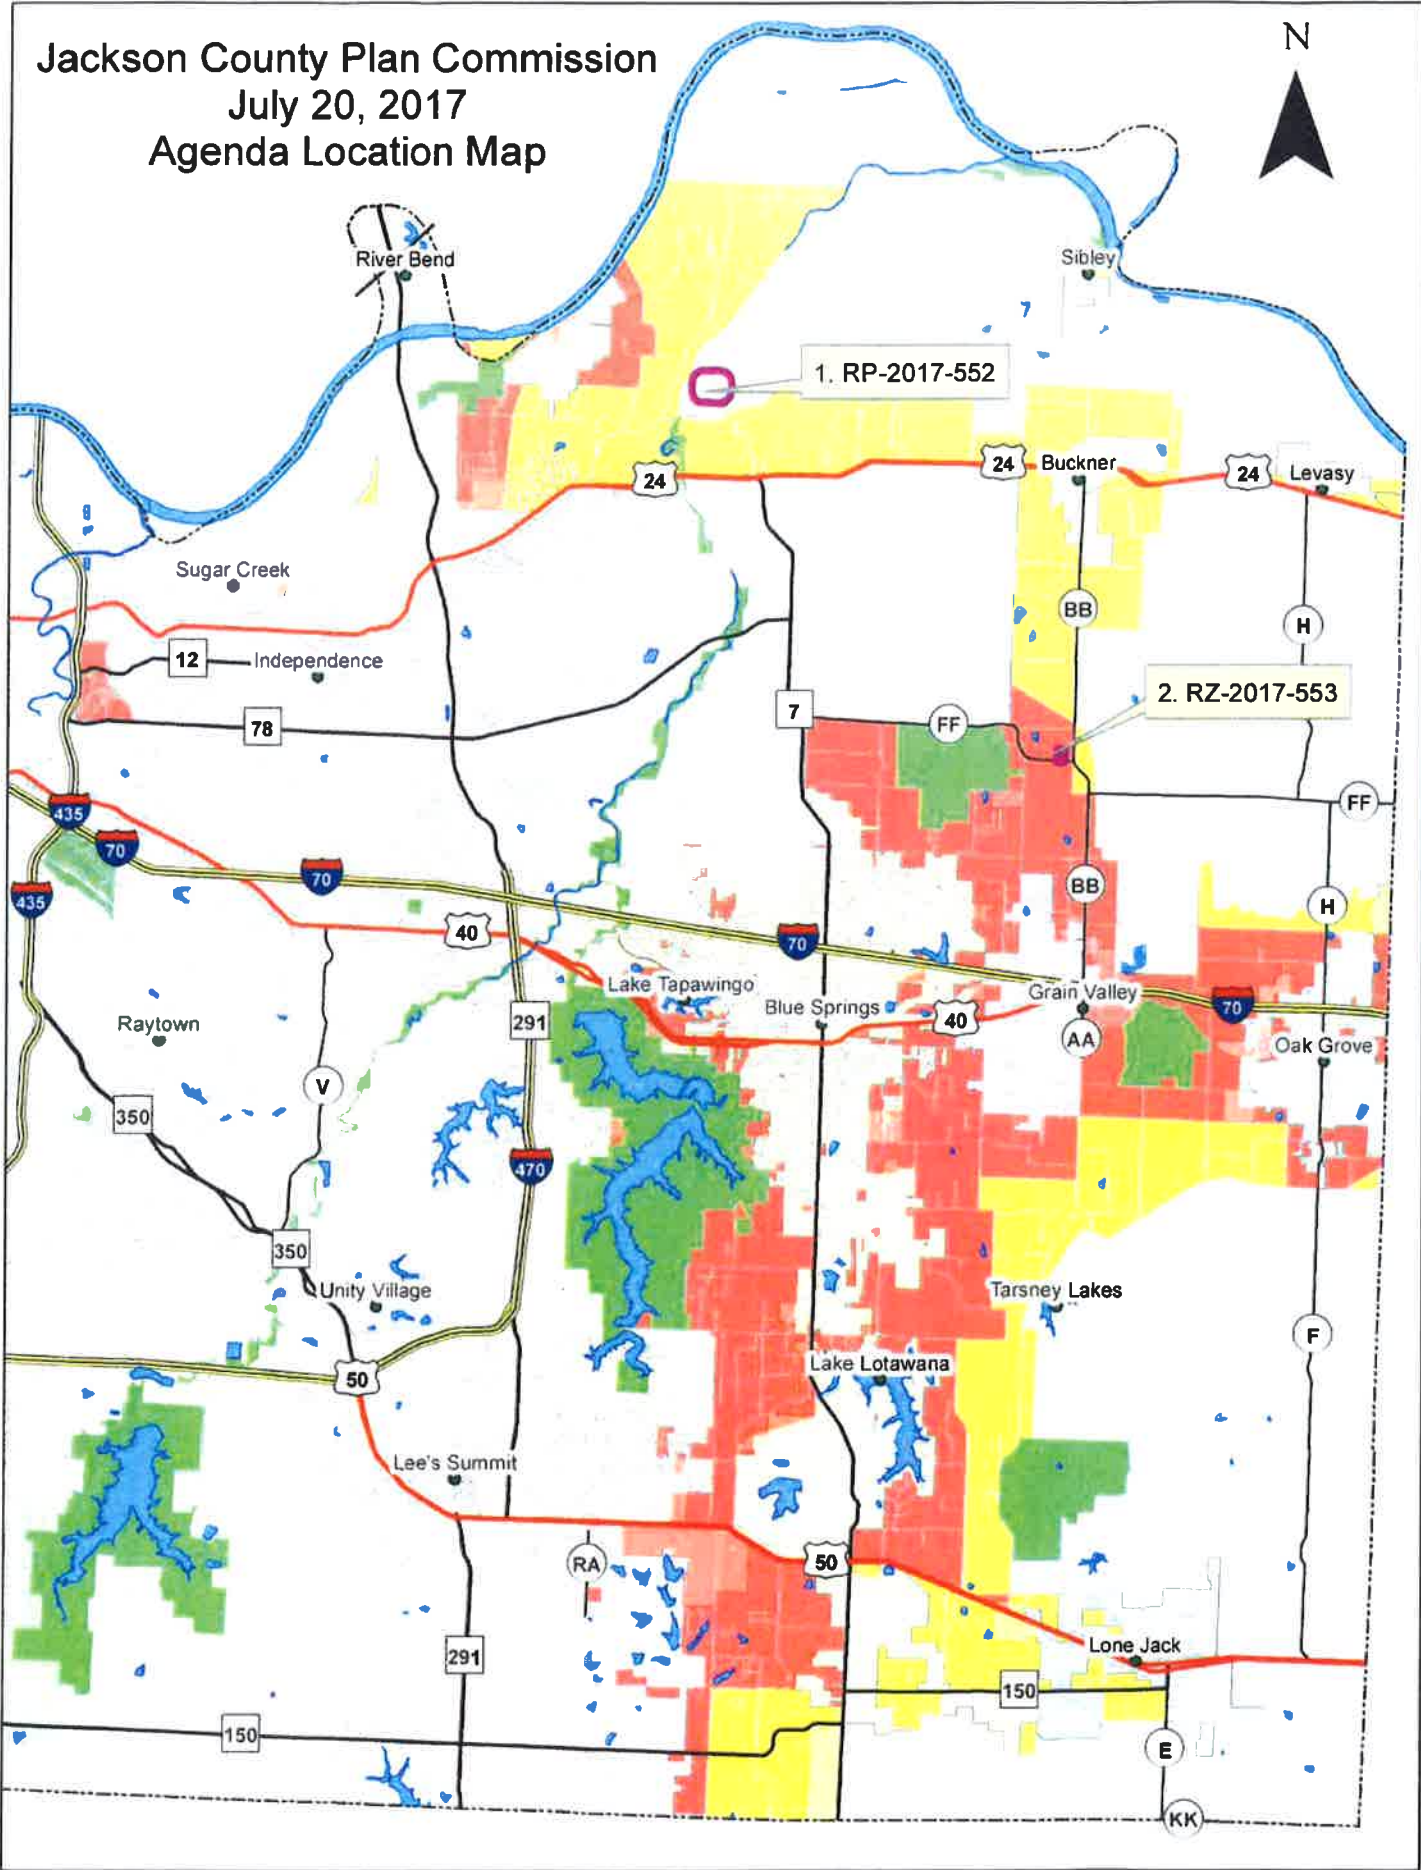 Jackson County Plan Commission
July 20, 2017
Agenda Location Map
N
River Bend
Sibley
1. RP-2017-552
24
24
Buckner
24
Levasy
Sugar Creek
BB
H
12
Independence
2. RZ-2017-553
7
FF
78
435
FF
70
70
BB
435
H
40
70
Lake Tapawingo
Grain Valley
Blue Springs
70
291
40
Raytown
AA
Oak Grove
V
350
470
350
Unity Village
Tarsney Lakes
F
Lake Lotawana
50
Lee's Summit
RA
50
Lone Jack
291
150
150
E
KK